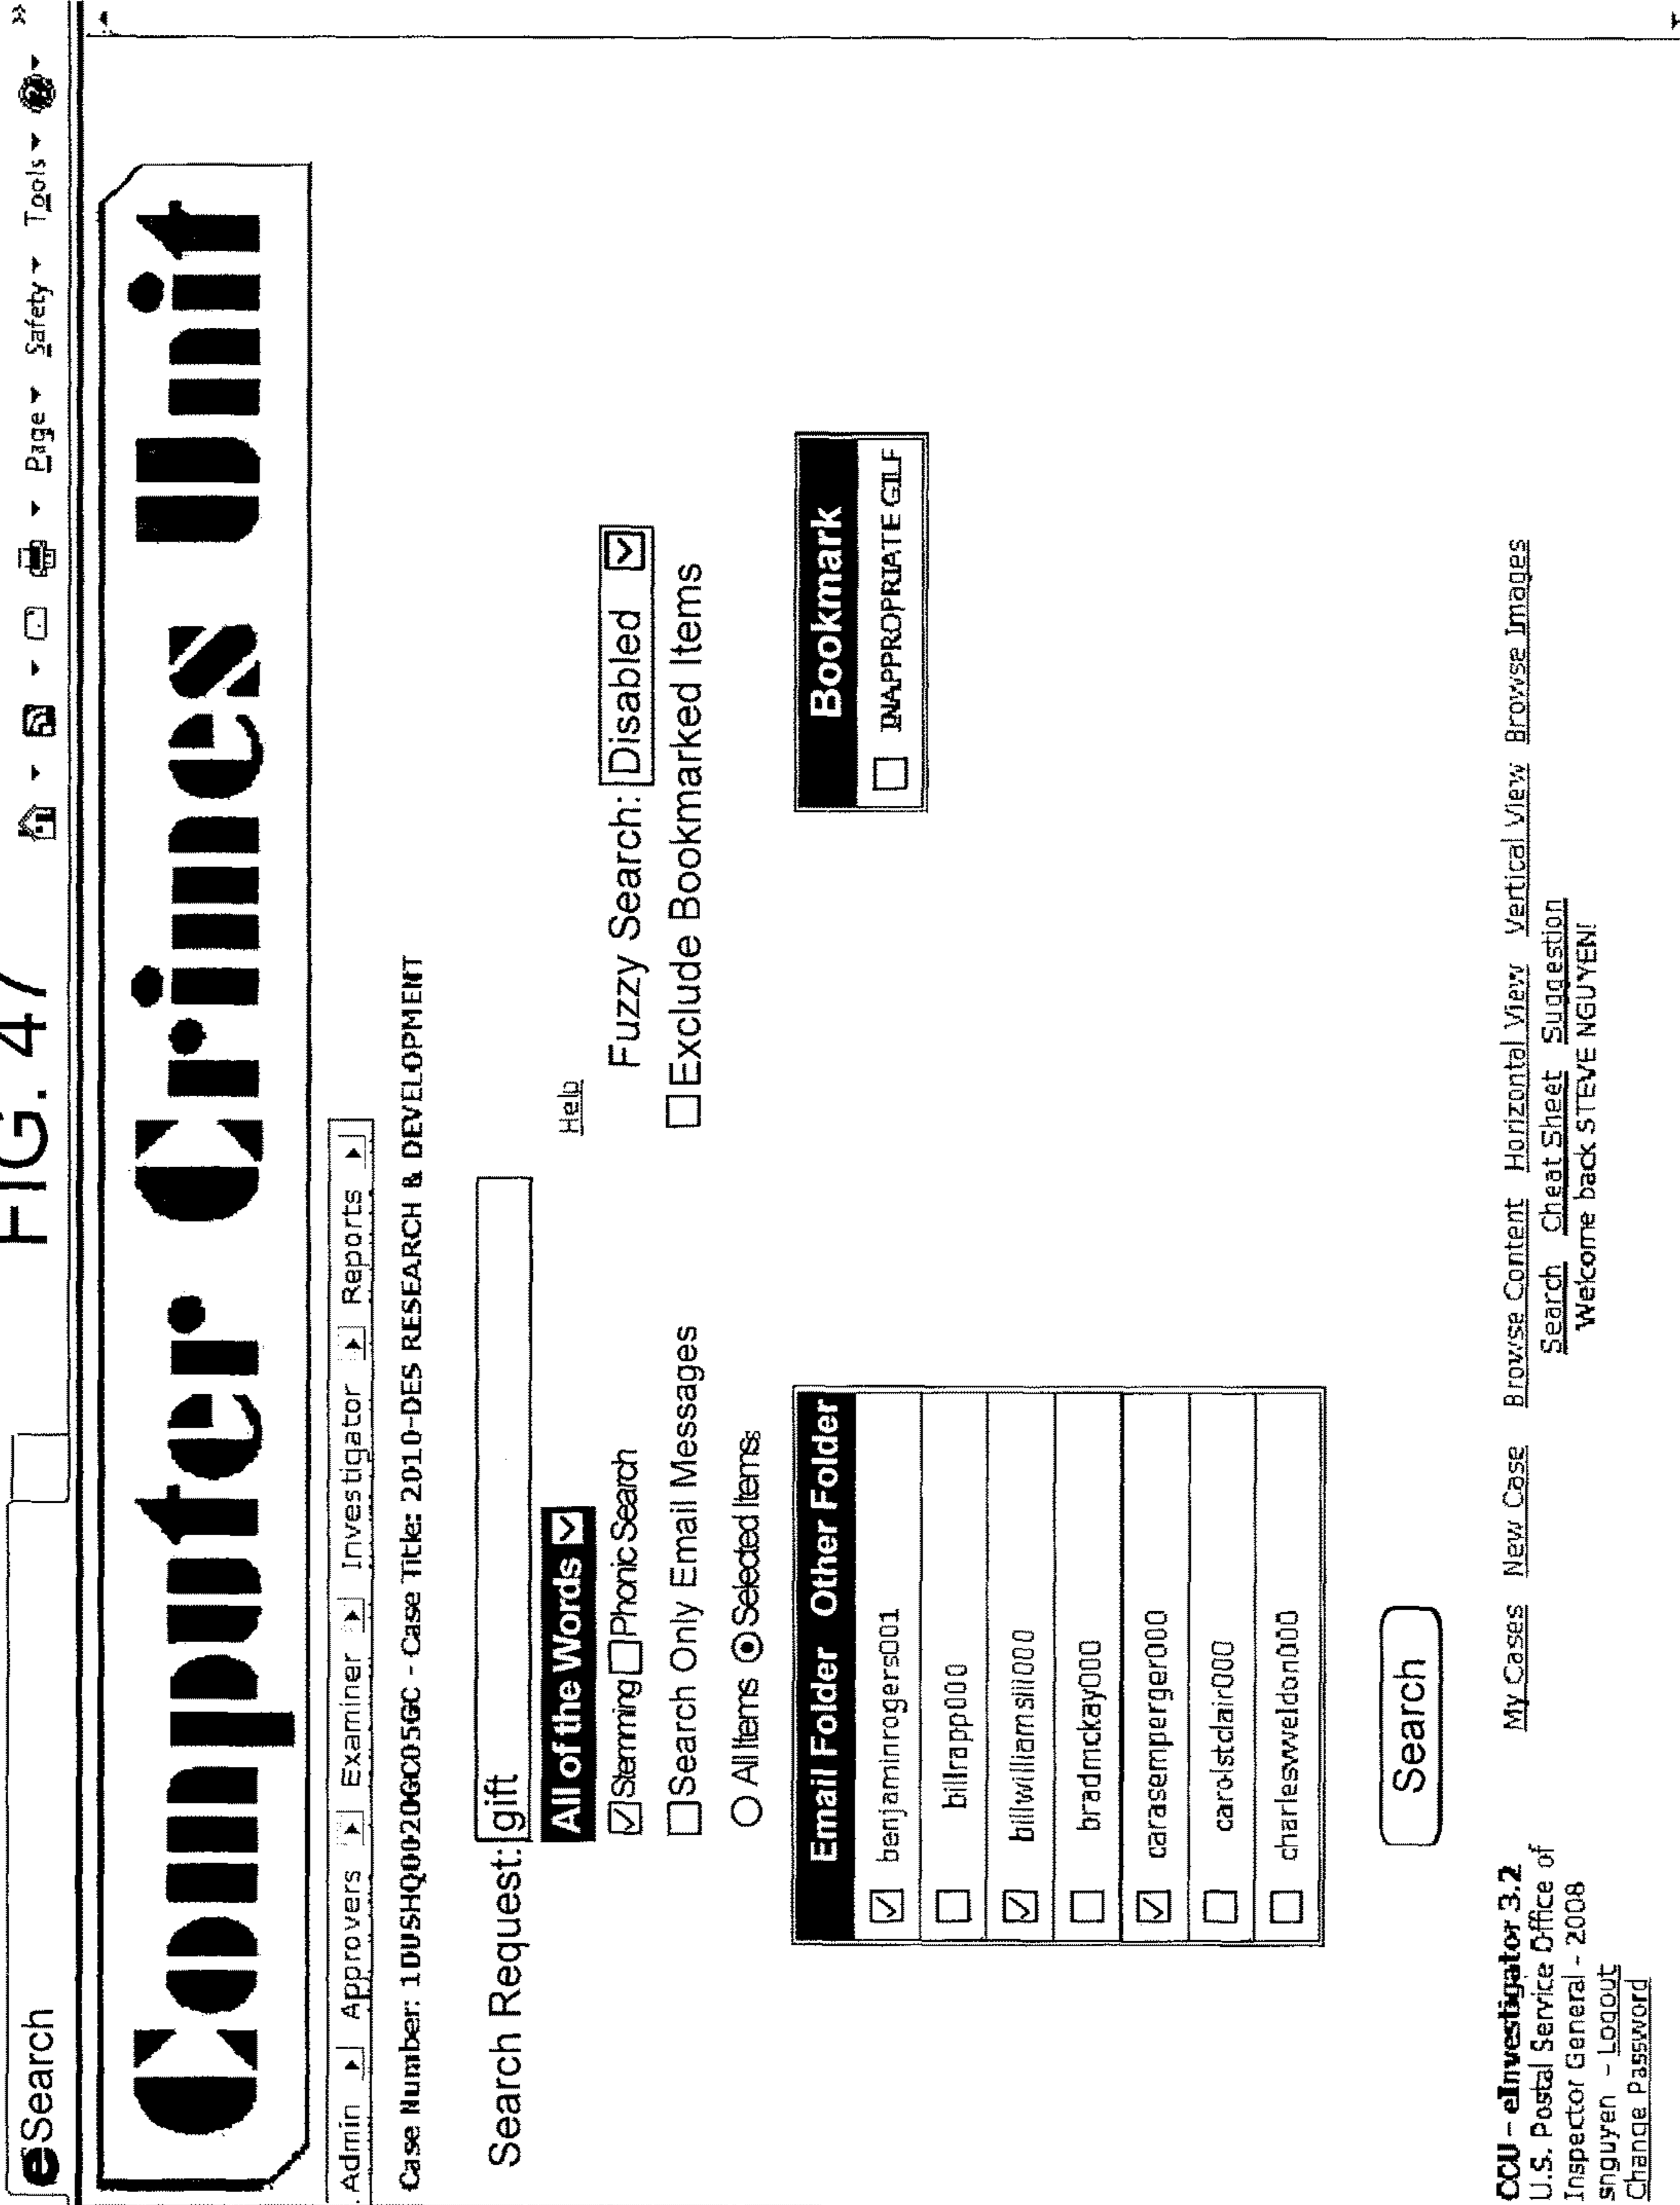 FIG. 47
eSearch
Page Safety Tools
Computer Crimes Unit
Admin Approvers Examiner Investigator Reports
Case Number: 1DUSHQ0020GC05GC - Case Title: 2010-DES RESEARCH & DEVELOPMENT
Search Request: gift
All of the Words
Help
Stemming Phonic Search
Fuzzy Search: Disabled
Search Only Email Messages
Exclude Bookmarked Items
All Items Selected Items:
Email Folder Other Folder
Bookmark
benjaminrogers001
INAPPROPRIATE GILF
billrapp000
billwilliamsiii000
bradmckay000
carasemperger000
carolstclair000
charlesweldon000
Search
CCU - eInvestigator 3.2
My Cases New Case Browse Content Horizontal View Vertical View Browse Images
U.S. Postal Service Office of
Search Cheat Sheet Suggestion
Inspector General - 2008
Welcome back STEVE NGUYEN!
snguyen - Logout
Change Password